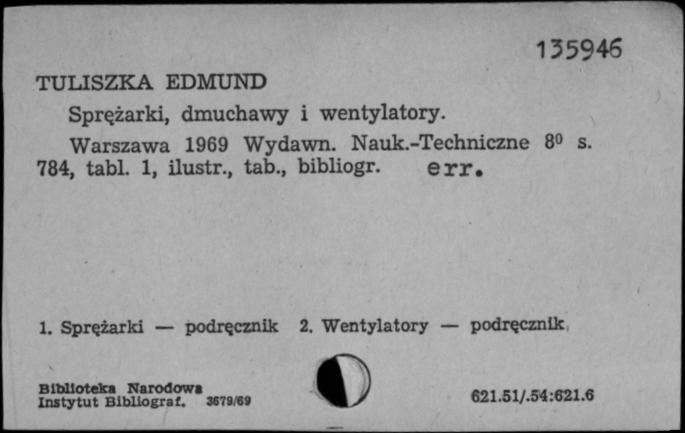 135946
TULISZKA EDMUND
Sprężarki, dmuchawy i wentylatory.
Warszawa 1969 Wydawn. Nauk.-Techniczne 8⁰ s.
784, tabl. 1, ilustr., tab., bibliogr. err.
1. Sprężarki — podręcznik 2. Wentylatory — podręcznik
Biblioteka Narodowa
Instytut Bibliograf. 3679/69
621.51/.54:621.6